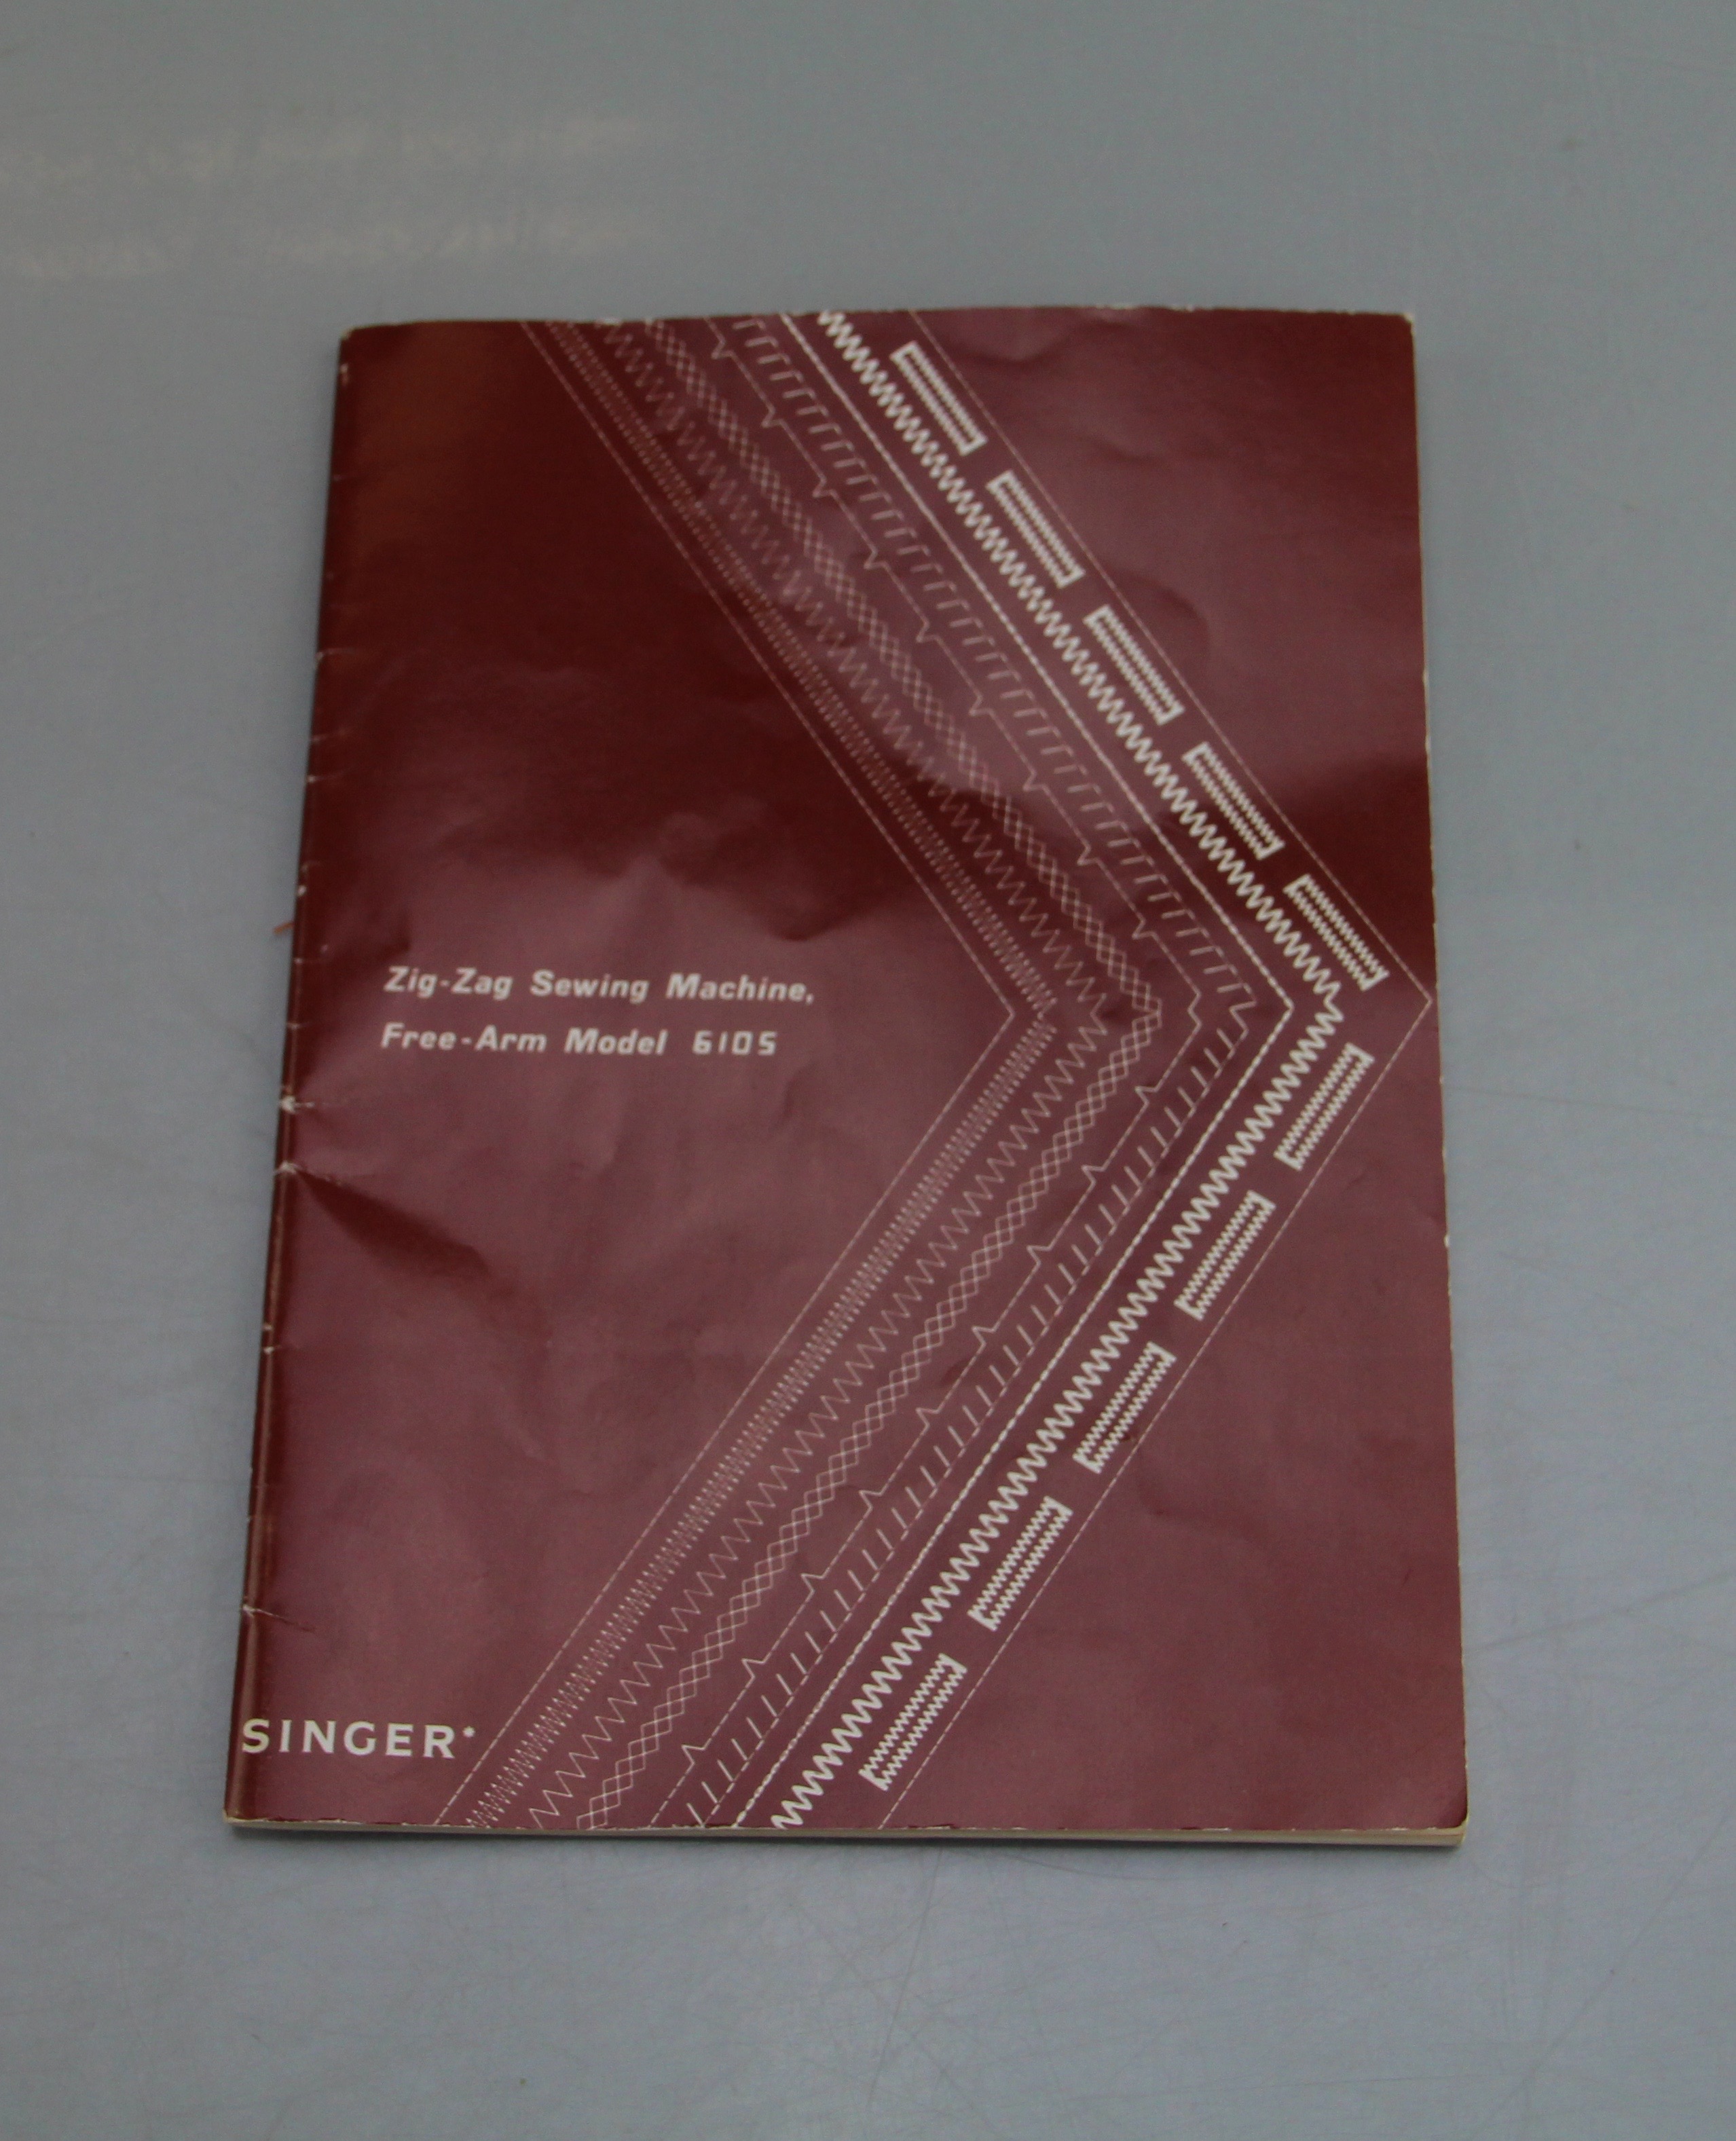 Zig-Zag Sewing Machine,
Free-Arm Model 6105
SINGER*